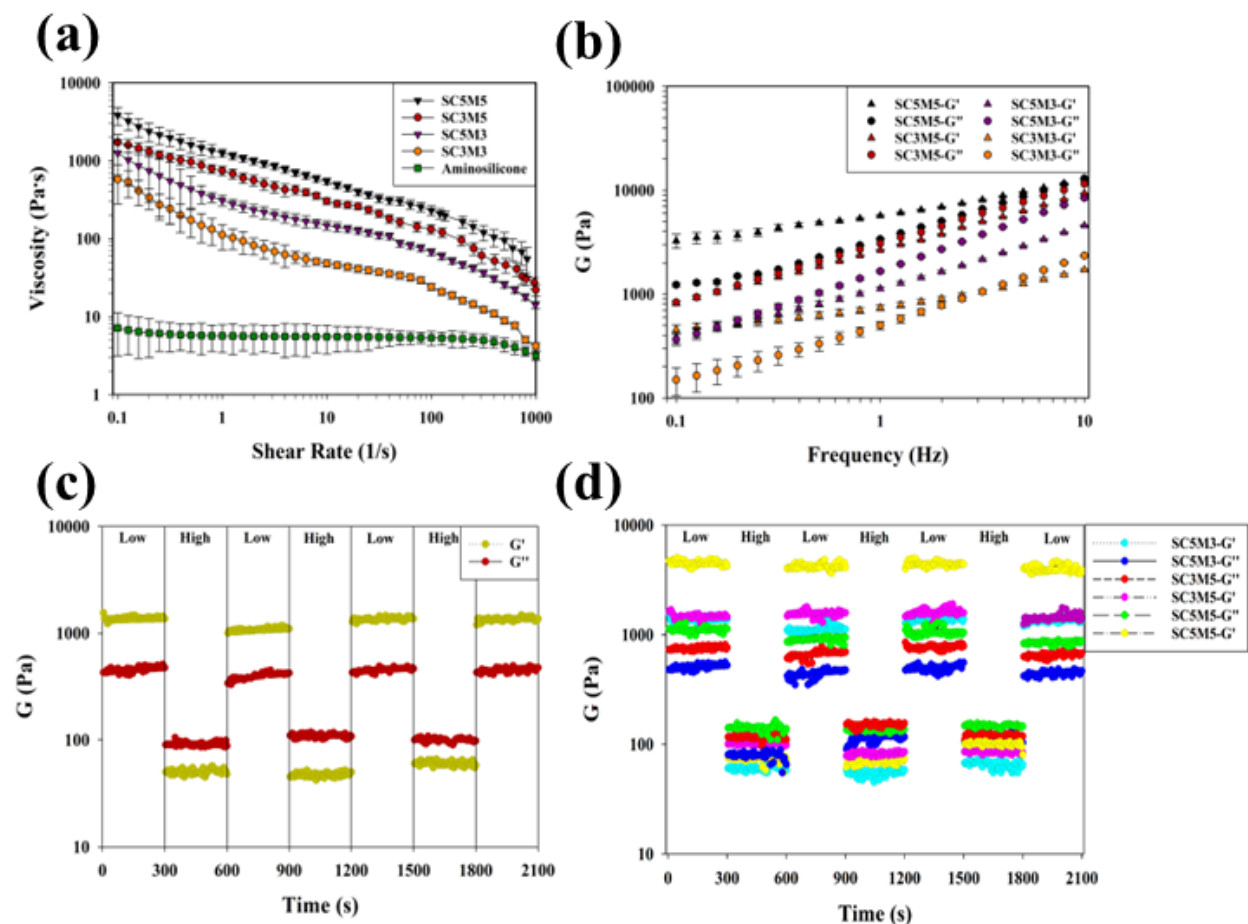 (a)
10000
1000
100
10
1
Viscosity (Pa·s)
SC5M5
SC3M5
SC5M3
SC3M3
Aminosilicone
0.1 1 10 100 1000
Shear Rate (1/s)
(b)
100000
10000
1000
100
G (Pa)
SC5M5-G' SC5M3-G'
SC5M5-G" SC5M3-G"
SC3M5-G' SC3M3-G'
SC3M5-G" SC3M3-G"
0.1 1 10
Frequency (Hz)
(c)
10000
1000
100
10
G (Pa)
Low High Low High Low High
G'
G"
0 300 600 900 1200 1500 1800 2100
Time (s)
(d)
10000
1000
100
10
G (Pa)
Low High Low High Low High Low
SC5M3-G'
SC5M3-G"
SC3M5-G"
SC3M5-G'
SC5M5-G"
SC5M5-G'
0 300 600 900 1200 1500 1800 2100
Time (s)